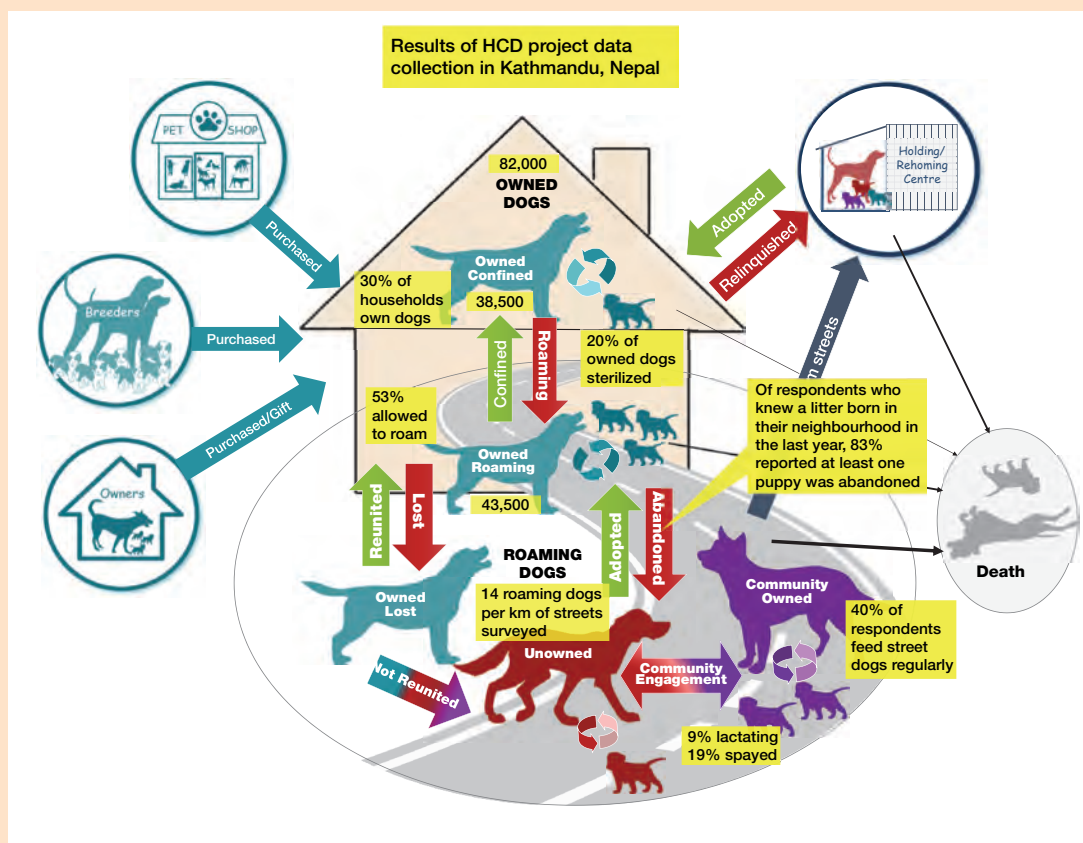 Results of HCD project data
collection in Kathmandu, Nepal
PET SHOP
Holding/
Rehoming
Centre
82,000
OWNED
DOGS
Adopted
Relinquished
Purchased
Owned
Confined
30% of
households
own dogs
38,500
Breeders
Purchased
Confined
Roaming
20% of
owned dogs
sterilized
streets
Of respondents who
knew a litter born in
their neighbourhood in
the last year, 83%
reported at least one
puppy was abandoned
Purchased/Gift
53%
allowed
to roam
Owned
Roaming
43,500
Owners
Reunited
Lost
Adopted
Abandoned
ROAMING
DOGS
14 roaming dogs
per km of streets
surveyed
Owned
Lost
Community
Owned
Death
40% of
respondents
feed street
dogs regularly
Unowned
Community
Engagement
Not Reunited
9% lactating
19% spayed